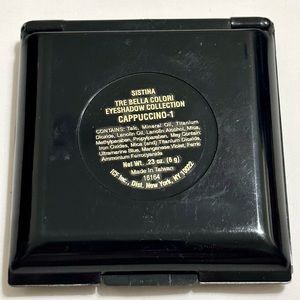 SISTINA
TRE BELLA COLORI
EYESHADOW COLLECTION
CAPPUCCINO-1
CONTAINS: Talc, Mineral Oil, Titanium
Dioxide, Lanolin Oil, Lanolin Alcohol, Mica,
Methylparaben, Propylparaben. May Contain:
Iron Oxides, Mica (and) Titanium Dioxide,
Ultramarine Blue, Manganese Violet, Ferric
Ammonium Ferrocyanide
Net Wt. .23 oz. (6 g)
Inc., Dist. New York, NY 10022
Made in Taiwan
15164